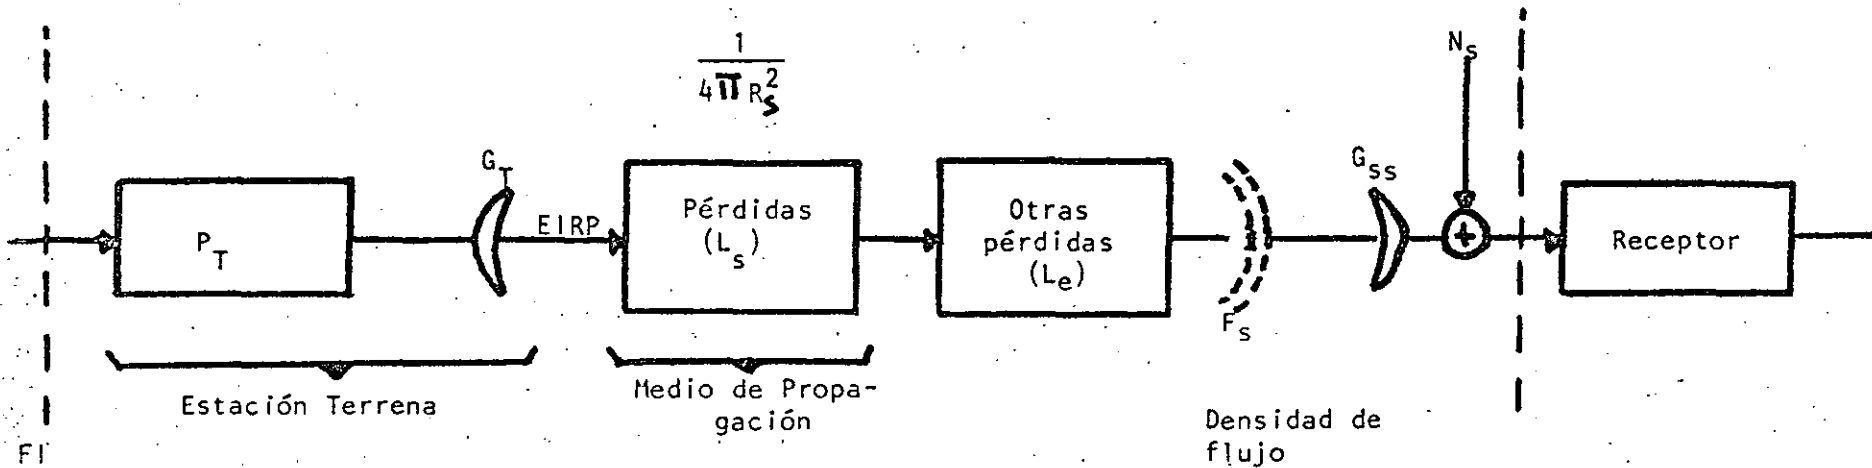 1
4πR_s^2
N_s
G_T
G_ss
P_T
EIRP
Pérdidas
(L_s)
Otras
pérdidas
(L_e)
Receptor
F_s
Estación Terrena
Medio de Propa-
gación
Densidad de
flujo
FI